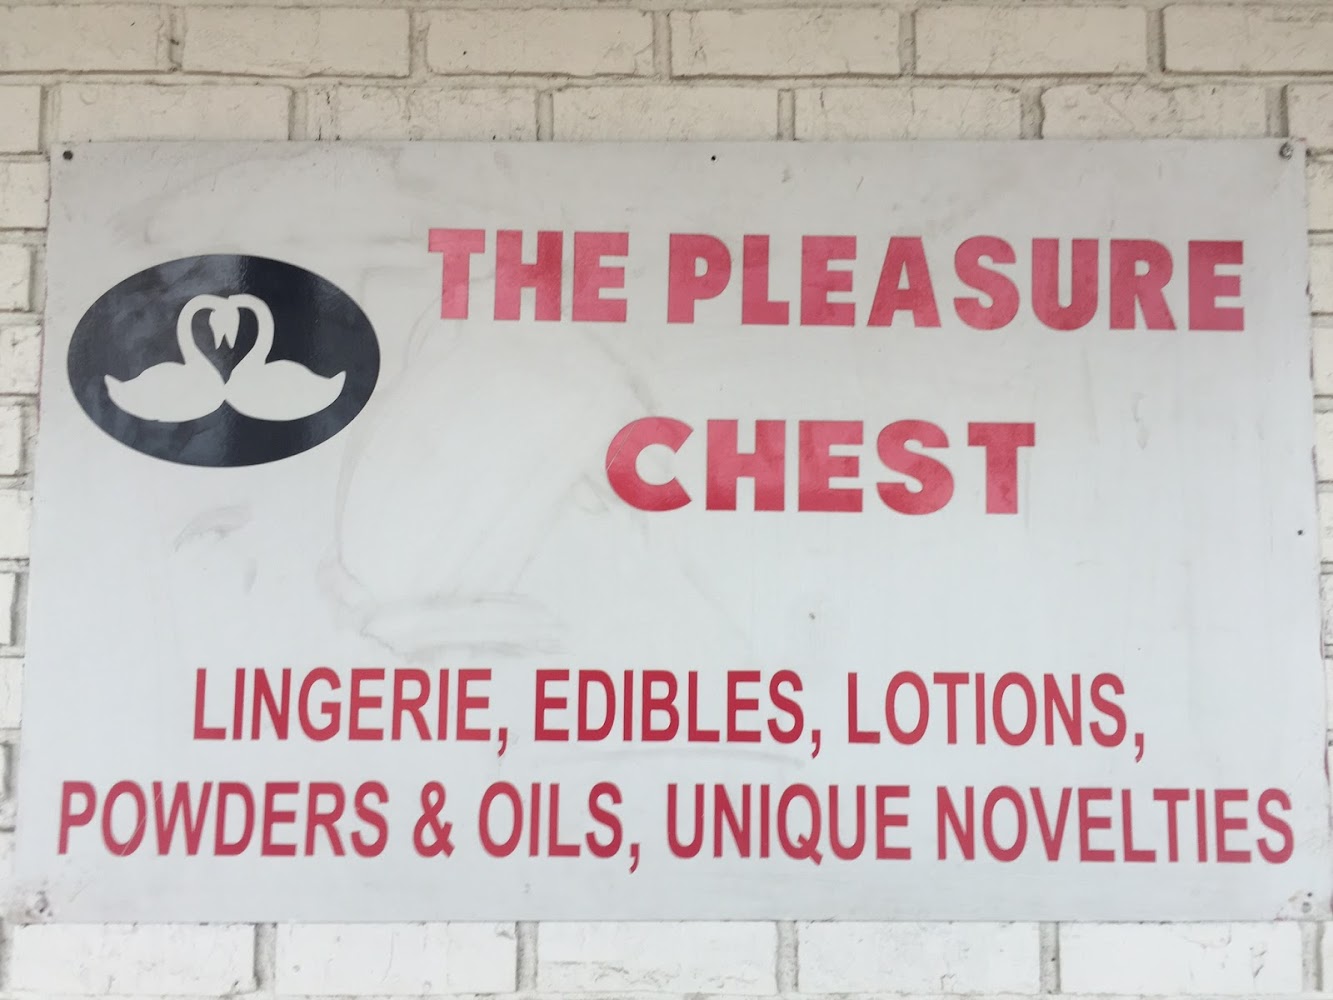 THE PLEASURE
CHEST
LINGERIE, EDIBLES, LOTIONS,
POWDERS & OILS, UNIQUE NOVELTIES